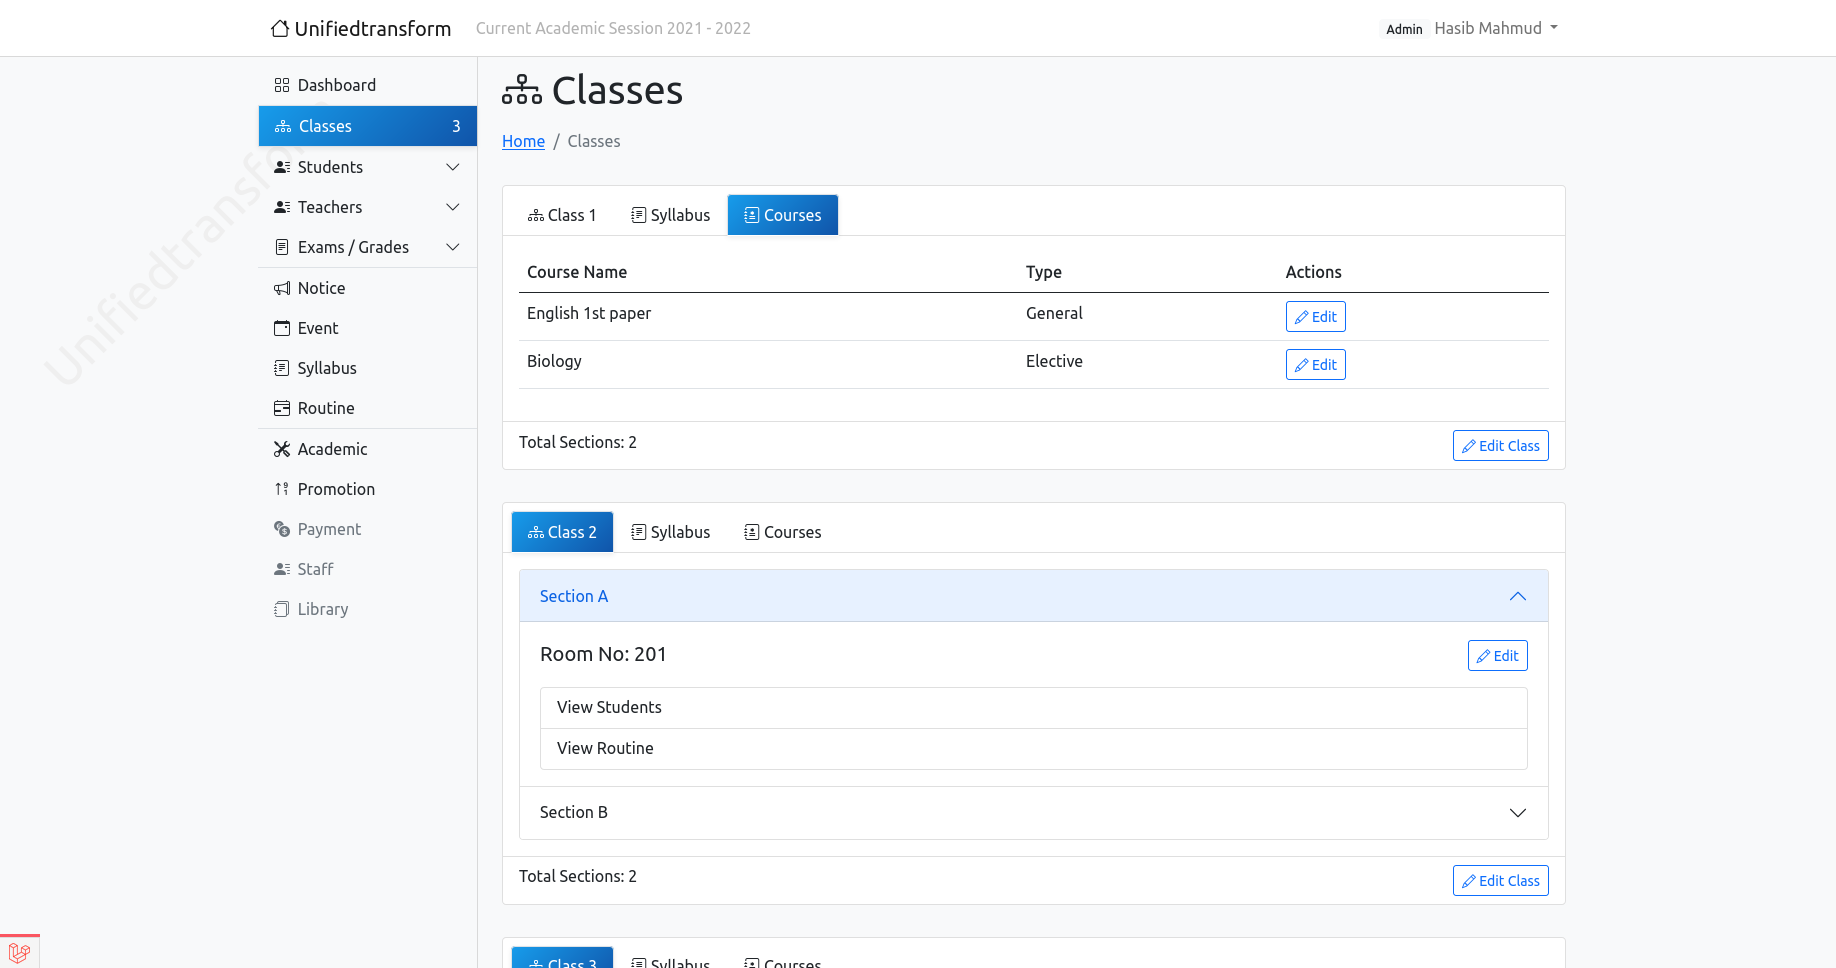 Unifiedtransform Current Academic Session 2021 - 2022 Admin Hasib Mahmud
Dashboard
Classes 3
Students
Teachers
Exams / Grades
Notice
Event
Syllabus
Routine
Academic
Promotion
Payment
Staff
Library
Unifiedtransform
Classes
Home / Classes
Class 1 Syllabus Courses
Course Name Type Actions
English 1st paper General Edit
Biology Elective Edit
Total Sections: 2 Edit Class
Class 2 Syllabus Courses
Section A
Room No: 201 Edit
View Students
View Routine
Section B
Total Sections: 2 Edit Class
Class 3 Syllabus Courses